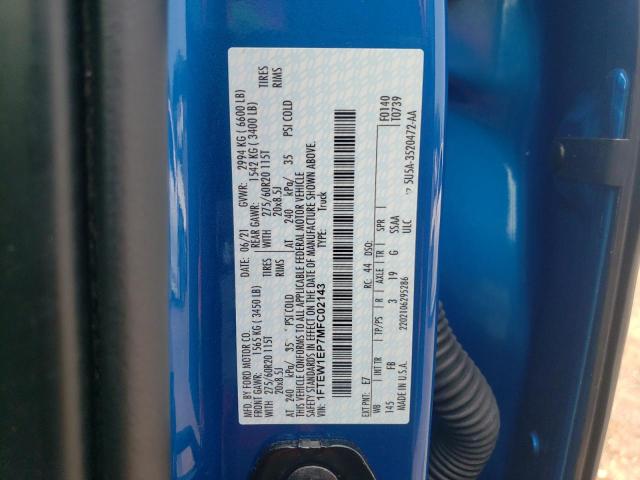 MFD. BY FORD MOTOR CO. DATE: 06/21 GVWR: 2994 KG ( 6600 LB)
FRONT GAWR: 1565 KG ( 3450 LB) REAR GAWR: 1542 KG ( 3400 LB)
WITH 275/60R20 115T TIRES WITH 275/60R20 115T TIRES
20x8.5J RIMS 20x8.5J RIMS
AT 240 kPa/ 35 PSI COLD AT 240 kPa/ 35 PSI COLD
THIS VEHICLE CONFORMS TO ALL APPLICABLE FEDERAL MOTOR VEHICLE
SAFETY STANDARDS IN EFFECT ON THE DATE OF MANUFACTURE SHOWN ABOVE.
VIN: 1FTEW1EP7MFC02143 Truck
F0140
T0739
EXT PNT: E7 RC: 44 DSO:
WB INT TR TP/PS R AXLE TR SPR
145 FB 3 19 G SSAA
MADE IN U.S.A. 2202106295286 ULC
5U5A-3520472-AA